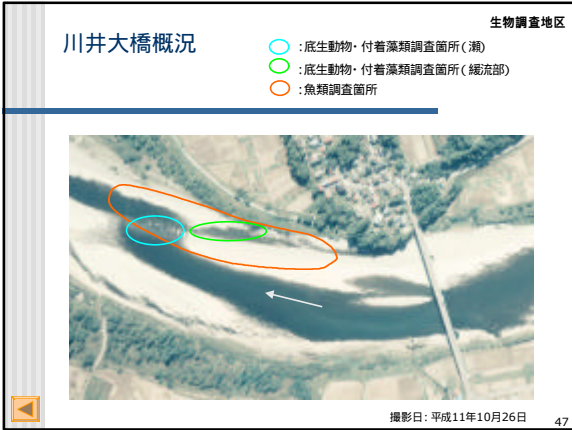 生物調査地区
川井大橋概況
:底生動物・付着藻類調査箇所(瀬)
:底生動物・付着藻類調査箇所(緩流部)
:魚類調査箇所
撮影日:平成11年10月26日
47